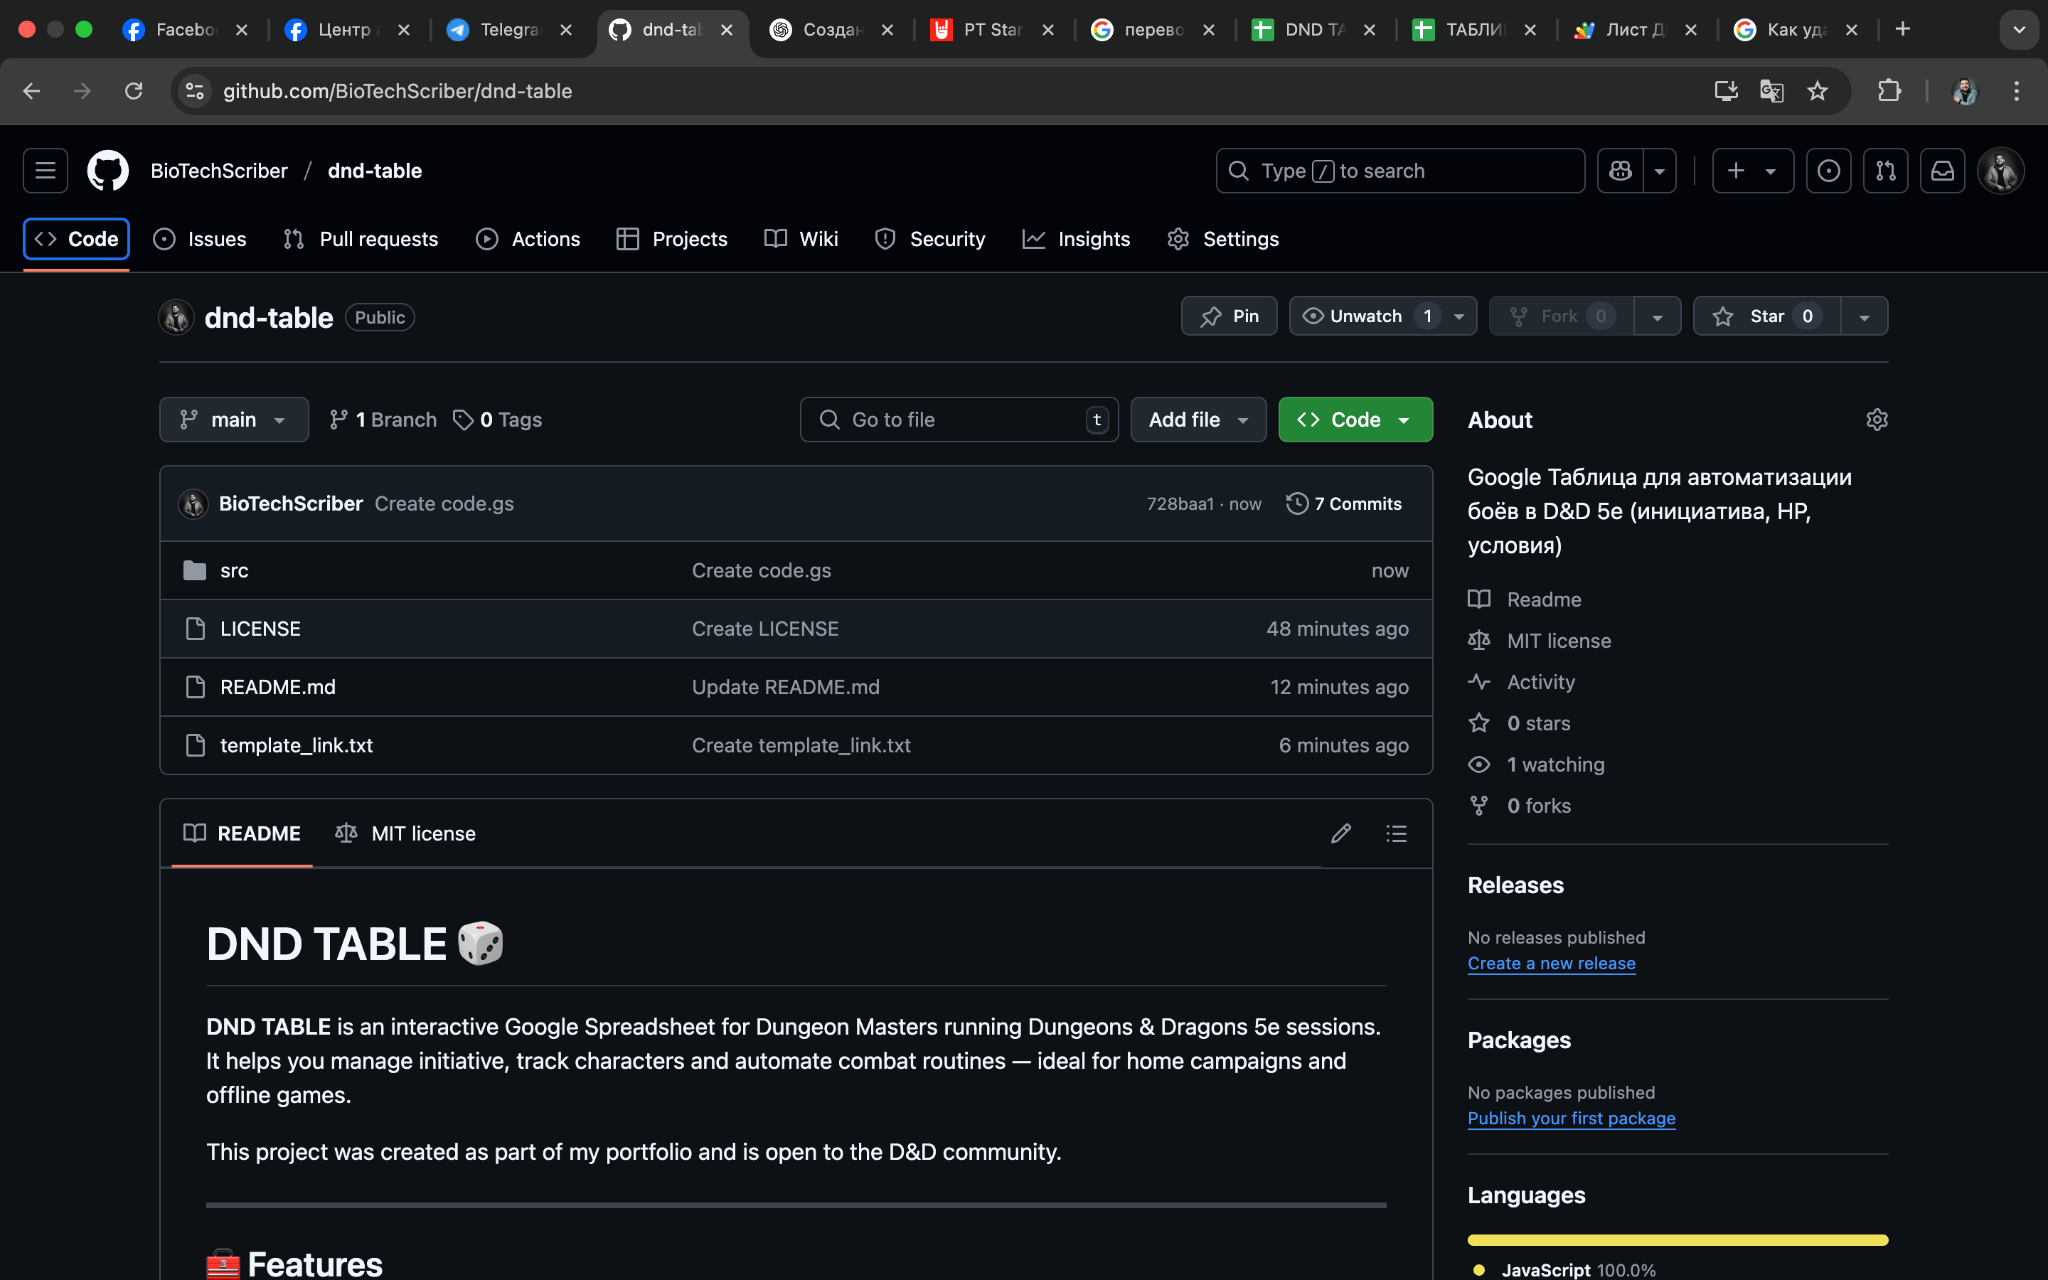 Facebo
Центр
Telegra
dnd-tab
Создан
PT Star
перево
DND TA
ТАБЛИ
Лист Д
Как уда
github.com/BioTechScriber/dnd-table
BioTechScriber / dnd-table
Type / to search
Code
Issues
Pull requests
Actions
Projects
Wiki
Security
Insights
Settings
dnd-table Public
Pin
Unwatch 1
Fork 0
Star 0
main
1 Branch
0 Tags
Go to file t
Add file
Code
BioTechScriber Create code.gs 728baa1 · now 7 Commits
src Create code.gs now
LICENSE Create LICENSE 48 minutes ago
README.md Update README.md 12 minutes ago
template_link.txt Create template_link.txt 6 minutes ago
README
MIT license
DND TABLE
DND TABLE is an interactive Google Spreadsheet for Dungeon Masters running Dungeons & Dragons 5e sessions.
It helps you manage initiative, track characters and automate combat routines — ideal for home campaigns and
offline games.
This project was created as part of my portfolio and is open to the D&D community.
Features
About
Google Таблица для автоматизации
боёв в D&D 5e (инициатива, HP,
условия)
Readme
MIT license
Activity
0 stars
1 watching
0 forks
Releases
No releases published
Create a new release
Packages
No packages published
Publish your first package
Languages
JavaScript 100.0%